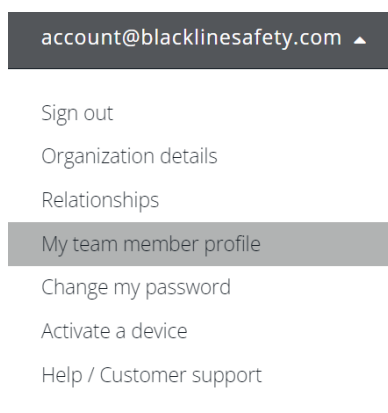 account@blacklinesafety.com
Sign out
Organization details
Relationships
My team member profile
Change my password
Activate a device
Help / Customer support